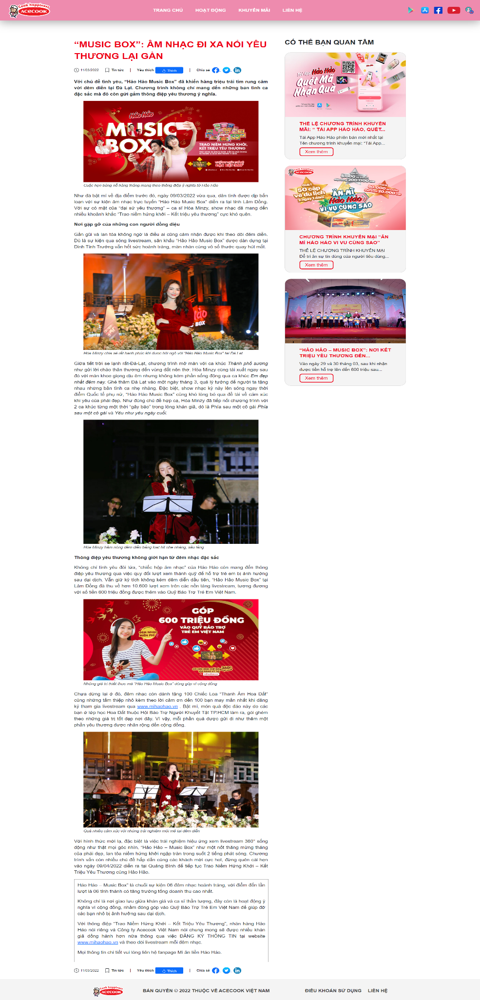 Cook happiness
ACECOOK
TRANG CHỦ HOẠT ĐỘNG KHUYẾN MÃI LIÊN HỆ
“MUSIC BOX”: ÂM NHẠC ĐI XA NỐI YÊU
THƯƠNG LẠI GẦN
11/03/2022 Tin tức | Yêu thích Thích | Chia sẻ
Với chủ đề tình yêu, “Hảo Hảo Music Box” đã khiến hàng triệu trái tim rung cảm
với đêm diễn tại Đà Lạt. Chương trình không chỉ mang đến những bản tình ca
đặc sắc mà đó còn gửi gắm thông điệp yêu thương ý nghĩa.
Hảo Hảo
MUSIC
BOX
TRAO NIỀM HỨNG KHỞI,
KẾT TRIỆU YÊU THƯƠNG
ĐẶC BIỆT 360°
Cuộc hẹn bùng nổ hàng tháng mang theo thông điệp ý nghĩa từ Hảo Hảo
Như đã bật mí về địa điểm trước đó, ngày 09/03/2022 vừa qua, dân tình được dịp bấn
loạn với sự kiện âm nhạc trực tuyến “Hảo Hảo Music Box” diễn ra tại tỉnh Lâm Đồng.
Với sự có mặt của “đại sứ yêu thương” – ca sĩ Hòa Minzy, show nhạc đã mang đến
nhiều khoảnh khắc “Trao niềm hứng khởi – Kết triệu yêu thương” cực khó quên.
Nơi gặp gỡ của những con người đồng điệu
Gần gũi và lan tỏa không ngờ là điều ai cũng cảm nhận được khi theo dõi đêm diễn.
Dù là sự kiện qua sóng livestream, sân khấu “Hảo Hảo Music Box” được dàn dựng tại
Dinh Tỉnh Trưởng vẫn hết sức hoành tráng, mãn nhãn cùng vô số thước quay hút mắt.
Hòa Minzy chia sẻ rất hạnh phúc khi được hội ngộ với “Hảo Hảo Music Box” tại Đà Lạt
Giữa tiết trời se lạnh rất-Đà-Lạt, chương trình mở màn với ca khúc Thành phố sương
như gửi lời chào thân thương đến vùng đất nên thơ. Hòa Minzy cũng tái xuất ngay sau
đó với màn khoe giọng dịu êm nhưng không kém phần sống động qua ca khúc Em đẹp
nhất đêm nay. Ghé thăm Đà Lạt vào một ngày tháng 3, quả lý tưởng để người ta tặng
nhau những bản tình ca nhẹ nhàng. Đặc biệt, show nhạc kỳ này lên sóng ngay thời
điểm Quốc tế phụ nữ, “Hảo Hảo Music Box” cũng khó lòng bỏ qua đề tài về cảm xúc
khi yêu của phái đẹp. Như đúng chủ đề hợp cạ, Hòa Minzy đã tiếp nối chương trình với
2 ca khúc từng một thời “gây bão” trong lòng khán giả, đó là Phía sau một cô gái Phía
sau một cô gái và Yêu như yêu ngày cuối.
Hòa Minzy hâm nóng đêm diễn bằng loạt hit nhẹ nhàng, sâu lắng
Thông điệp yêu thương không giới hạn từ đêm nhạc đặc sắc
Không chỉ tình yêu đôi lứa, “chiếc hộp âm nhạc” của Hảo Hảo còn mang đến thông
điệp yêu thương qua việc quy đổi lượt xem thành quỹ để hỗ trợ trẻ em bị ảnh hưởng
sau đại dịch. Vẫn giữ kỳ tích không kém đêm diễn đầu tiên, “Hảo Hảo Music Box” tại
Lâm Đồng đã thu về hơn 10.600 lượt xem trên các nền tảng livestream, tương đương
với số tiền 600 triệu đồng được thêm vào Quỹ Bảo Trợ Trẻ Em Việt Nam.
GÓP
600 TRIỆU ĐỒNG
VÀO QUỸ BẢO TRỢ
TRẺ EM VIỆT NAM
ĐÊM NHẠC
MIỄN PHÍ
CƠ HỘI XEM CHẾ ĐỘ 360°
KHI ĐĂNG KÝ TẠI
mihaohao.vn
Những giá trị thiết thực mà “Hảo Hảo Music Box” đóng góp vì cộng đồng
Chưa dừng lại ở đó, đêm nhạc còn dành tặng 100 Chiếc Loa “Thanh Âm Hoa Đất”
cùng những tấm thiệp nhỏ kèm theo lời cảm ơn đến 100 bạn may mắn nhất khi đăng
ký tham gia livestream qua www.mihaohao.vn . Bật mí, món quà độc đáo này do các
bạn ở lớp học Hoa Đất thuộc Hội Bảo Trợ Người Khuyết Tật TP.HCM làm ra, gói ghém
theo những giá trị tốt đẹp nơi đây. Vì vậy, mỗi phần quà được gửi đi như thêm một
phần yêu thương được nhân rộng đến cộng đồng.
Quá nhiều cảm xúc với những trải nghiệm mới mẻ tại đêm diễn
Với hình thức mới lạ, đặc biệt là việc trải nghiệm hiệu ứng xem livestream 360° sống
động như thật mọi góc nhìn, “Hảo Hảo – Music Box” như một nốt thăng mừng tháng
của phái đẹp, lan tỏa niềm hứng khởi ngập tràn trong suốt 2 tiếng phát sóng. Chương
trình vẫn còn nhiều chủ đề hấp dẫn cùng các khách mời cực hot, đừng quên cái hẹn
vào ngày 09/04/2022 diễn ra tại Quảng Bình để tiếp tục Trao Niềm Hứng Khởi – Kết
Triệu Yêu Thương cùng Hảo Hảo.
Hảo Hảo – Music Box” là chuỗi sự kiện 06 đêm nhạc hoành tráng, với điểm đến lần
lượt là 06 tỉnh thành có tăng trưởng tổng doanh thu cao nhất.
Không chỉ là nơi giao lưu giữa khán giả và ca sĩ thần tượng, đây còn là hoạt động ý
nghĩa vì cộng đồng, nhằm đóng góp vào Quỹ Bảo Trợ Trẻ Em Việt Nam để giúp đỡ
các bạn nhỏ bị ảnh hưởng sau đại dịch.
Với thông điệp “Trao Niềm Hứng Khởi – Kết Triệu Yêu Thương”, nhãn hàng Hảo
Hảo nói riêng và Công ty Acecook Việt Nam nói chung mong sẽ được nhiều khán
giả đồng hành hơn nữa thông qua việc ĐĂNG KÝ THÔNG TIN tại website
www.mihaohao.vn và theo dõi livestream mỗi đêm nhạc.
Mọi thông tin chi tiết vui lòng liên hệ fanpage Mì ăn liền Hảo Hảo.
11/03/2022 Tin tức | Yêu thích Thích | Chia sẻ
CÓ THỂ BẠN QUAN TÂM
Tải App Hảo Hảo
Quét Mã
Nhận Quà
THỂ LỆ CHƯƠNG TRÌNH KHUYẾN
MÃI: “ TẢI APP HẢO HẢO, QUÉT...
Tải App Hảo Hảo phiên bản mới nhất tại
Tên chương trình khuyến mại: “Tải App...
Xem thêm
Cook happiness
ACECOOK
Giải I
50 cặp
vé du lịch
2 ngày 1 đêm
Giải II
5.000
200.000
Giải III
50.000
20.000
ĂN MÌ
Hảo Hảo
VI VU CÙNG SAO
CHƯƠNG TRÌNH KHUYẾN MẠI “ĂN
MÌ HẢO HẢO VI VU CÙNG SAO”
THỂ LỆ CHƯƠNG TRÌNH KHUYẾN MẠI
Để tri ân sự tin dùng của người tiêu dùng...
Xem thêm
“HẢO HẢO – MUSIC BOX”: NƠI KẾT
TRIỆU YÊU THƯƠNG ĐẾN...
Vào ngày 29 và 30 tháng 03, sau khi nhận
được tiền hỗ trợ lên đến 600 triệu sau...
Xem thêm
Cook happiness
ACECOOK
BẢN QUYỀN © 2022 THUỘC VỀ ACECOOK VIỆT NAM
ĐIỀU KHOẢN SỬ DỤNG LIÊN HỆ